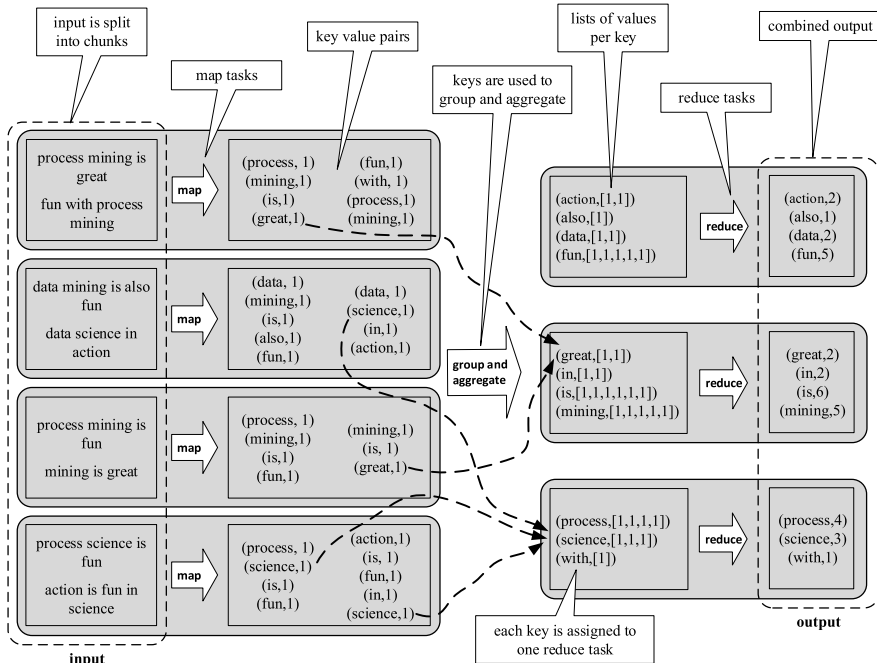 input is split
into chunks
map tasks
key value pairs
keys are used to
group and aggregate
lists of values
per key
reduce tasks
combined output
process mining is
great
fun with process
mining
map
(process, 1)
(mining,1)
(is,1)
(great,1)
(fun,1)
(with, 1)
(process,1)
(mining,1)
data mining is also
fun
data science in
action
map
(data, 1)
(mining,1)
(is,1)
(also,1)
(fun,1)
(data, 1)
(science,1)
(in,1)
(action,1)
process mining is
fun
mining is great
map
(process,1)
(mining,1)
(is,1)
(fun,1)
(mining,1)
(is, 1)
(great,1)
process science is
fun
action is fun in
science
map
(process, 1)
(science,1)
(is,1)
(fun,1)
(action,1)
(is, 1)
(fun,1)
(in,1)
(science,1)
input
group and
aggregate
(action,[1,1])
(also,[1])
(data,[1,1])
(fun,[1,1,1,1,1])
reduce
(action,2)
(also,1)
(data,2)
(fun,5)
(great,[1,1])
(in,[1,1])
(is,[1,1,1,1,1,1])
(mining,[1,1,1,1,1])
reduce
(great,2)
(in,2)
(is,6)
(mining,5)
(process,[1,1,1,1])
(science,[1,1,1])
(with,[1])
reduce
(process,4)
(science,3)
(with,1)
each key is assigned to
one reduce task
output